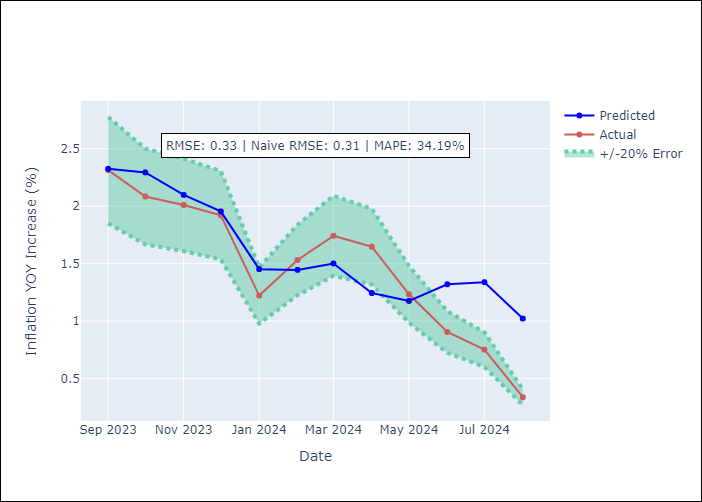 RMSE: 0.33 | Naive RMSE: 0.31 | MAPE: 34.19%
Predicted
Actual
+/-20% Error
Inflation YOY Increase (%)
2.5
2
1.5
1
0.5
Sep 2023
Nov 2023
Jan 2024
Mar 2024
May 2024
Jul 2024
Date